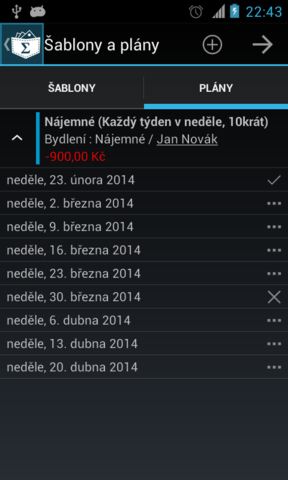 22:43
Σ
Šablony a plány
ŠABLONY
PLÁNY
Nájemné (Každý týden v neděle, 10krát)
Bydlení : Nájemné / Jan Novák
-900,00 Kč
neděle, 23. února 2014
neděle, 2. března 2014
neděle, 9. března 2014
neděle, 16. března 2014
neděle, 23. března 2014
neděle, 30. března 2014
neděle, 6. dubna 2014
neděle, 13. dubna 2014
neděle, 20. dubna 2014